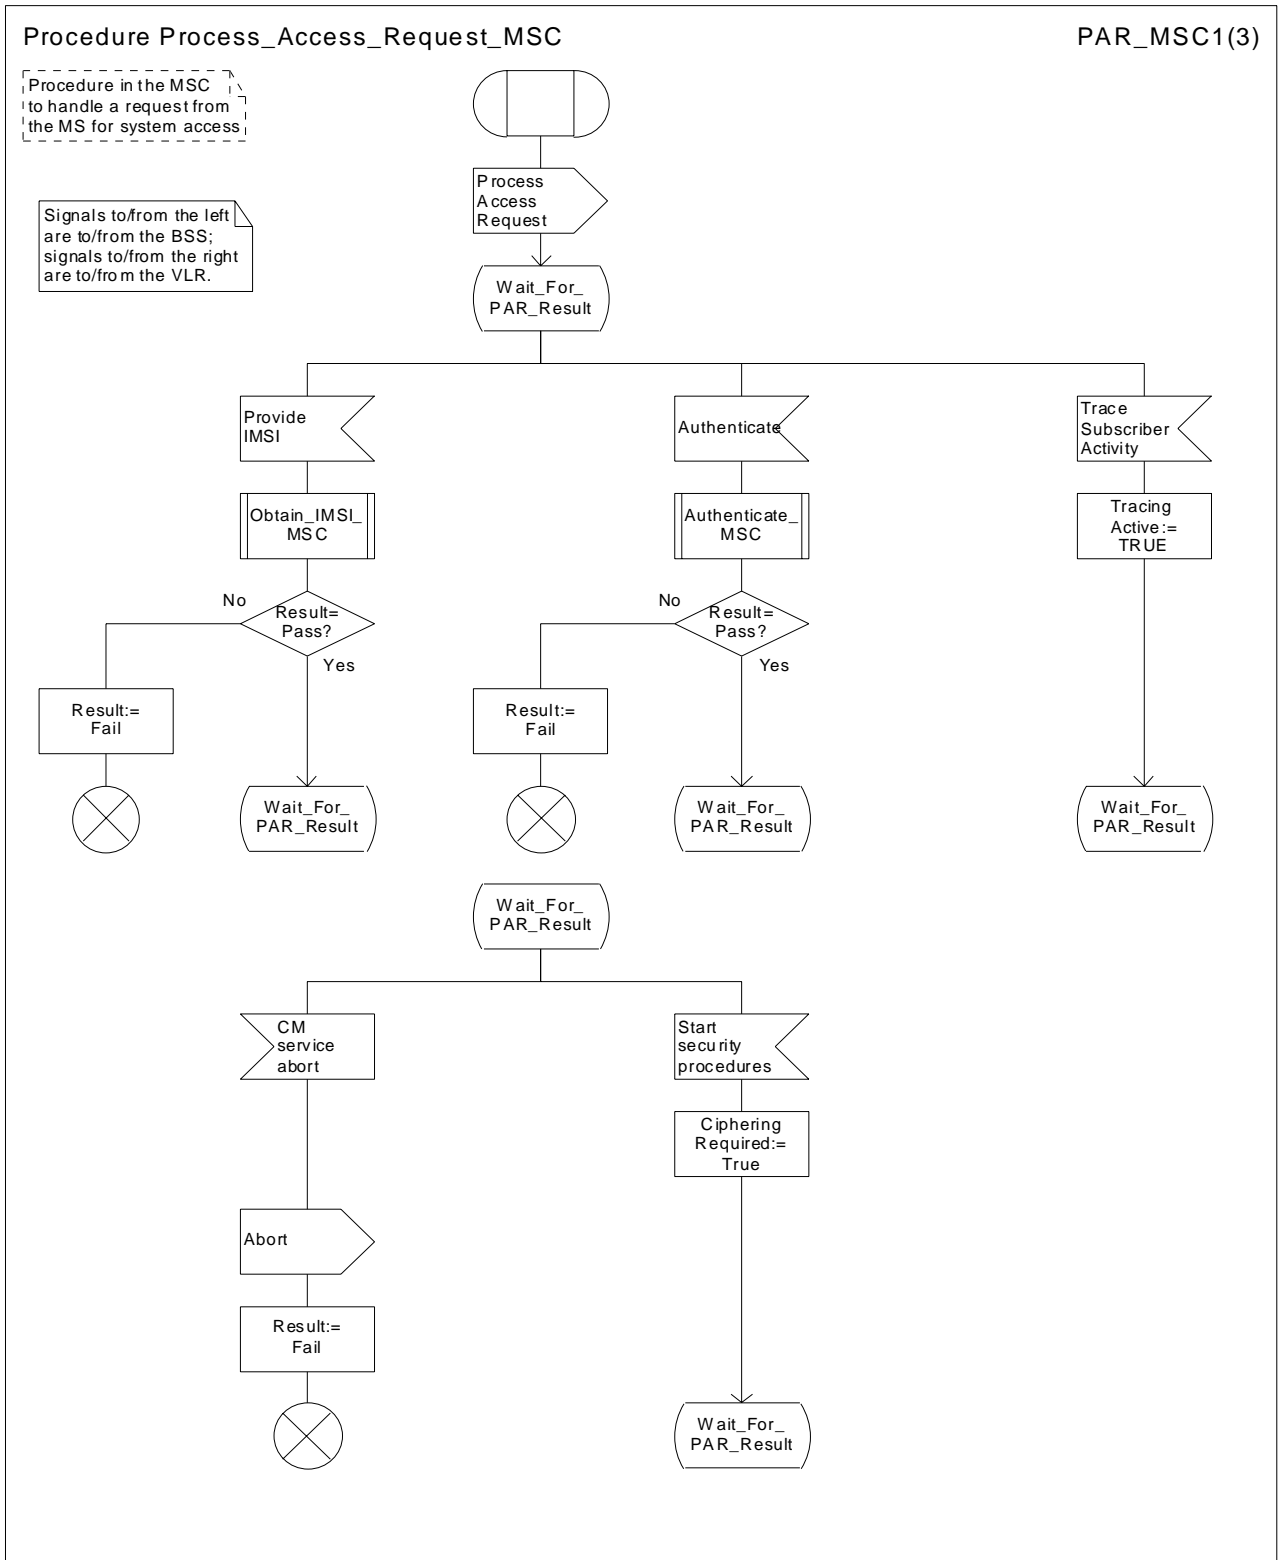 Procedure Process_Access_Request_MSC
PAR_MSC1(3)
Procedure in the MSC
to handle a request from
the MS for system access
Signals to/from the left
are to/from the BSS;
signals to/from the right
are to/from the VLR.
Process
Access
Request
Wait_For_
PAR_Result
Provide
IMSI
Authenticate
Trace
Subscriber
Activity
Obtain_IMSI_
MSC
Authenticate_
MSC
Tracing
Active:=
TRUE
No
Result=
Pass?
Yes
No
Result=
Pass?
Yes
Result:=
Fail
Result:=
Fail
Wait_For_
PAR_Result
Wait_For_
PAR_Result
Wait_For_
PAR_Result
Wait_For_
PAR_Result
CM
service
abort
Start
security
procedures
Ciphering
Required:=
True
Abort
Result:=
Fail
Wait_For_
PAR_Result